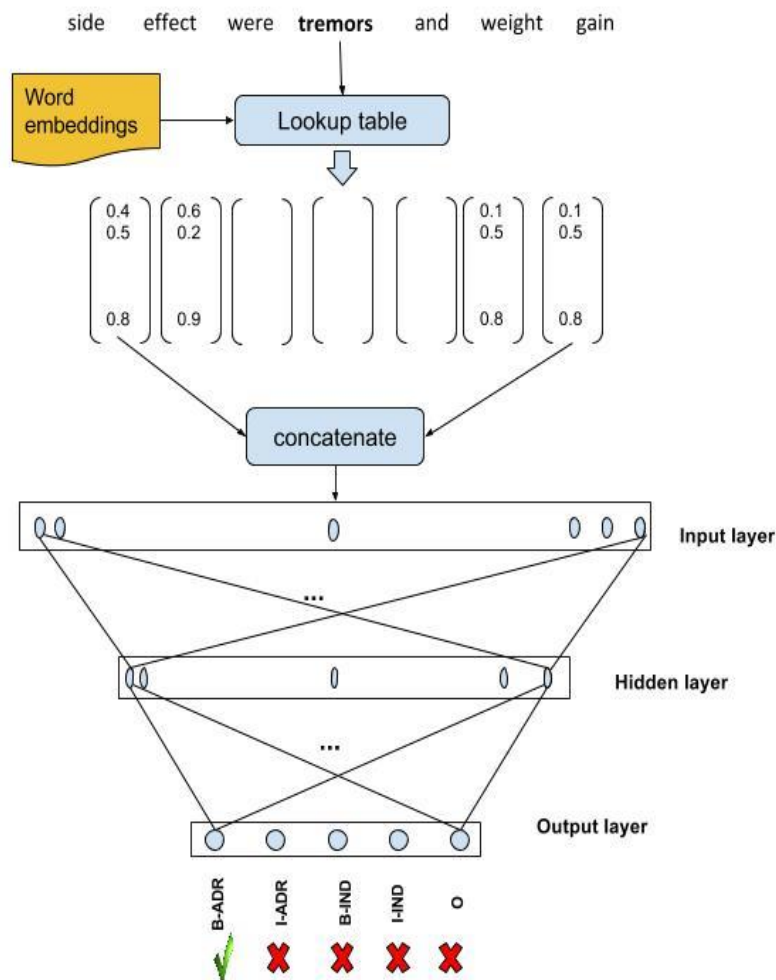 side effect were tremors and weight gain
Word
embeddings
Lookup table
0.4 0.6 0.1 0.1
0.5 0.2 0.5 0.5
0.8 0.9 0.8 0.8
concatenate
Input layer
...
Hidden layer
...
Output layer
B-ADR I-ADR B-IND I-IND O